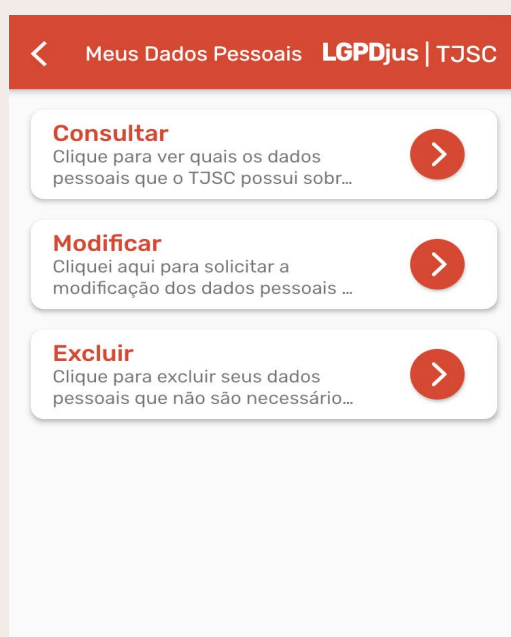 Meus Dados Pessoais LGPDjus | TJSC
Consultar
Clique para ver quais os dados
pessoais que o TJSC possui sobr...
Modificar
Cliquei aqui para solicitar a
modificação dos dados pessoais ...
Excluir
Clique para excluir seus dados
pessoais que não são necessário...